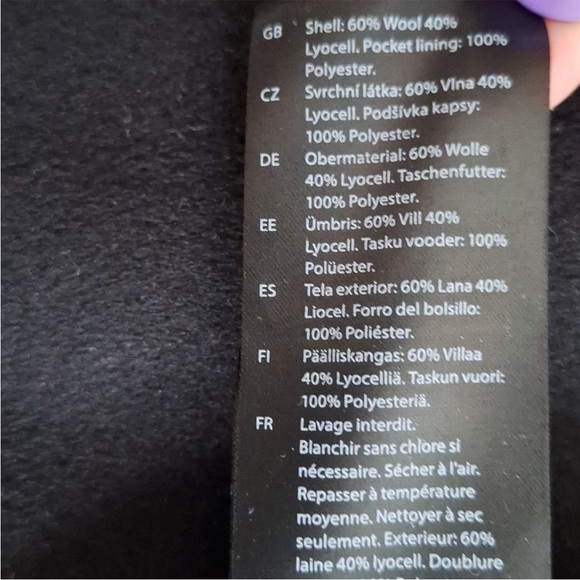 GB Shell: 60% Wool 40%
Lyocell. Pocket lining: 100%
Polyester.
CZ Svrchní látka: 60% Vlna 40%
Lyocell. Podšívka kapsy:
100% Polyester.
DE Obermaterial: 60% Wolle
40% Lyocell. Taschenfutter:
100% Polyester.
EE Ümbris: 60% Vill 40%
Lyocell. Tasku vooder: 100%
Polüester.
ES Tela exterior: 60% Lana 40%
Liocel. Forro del bolsillo:
100% Poliéster.
FI Päälliskangas: 60% Villaa
40% Lyocelliä. Taskun vuori:
100% Polyesteriä.
FR Lavage interdit.
Blanchir sans chlore si
nécessaire. Sécher à l'air.
Repasser à température
moyenne. Nettoyer à sec
seulement. Exterieur: 60%
laine 40% lyocell. Doublure